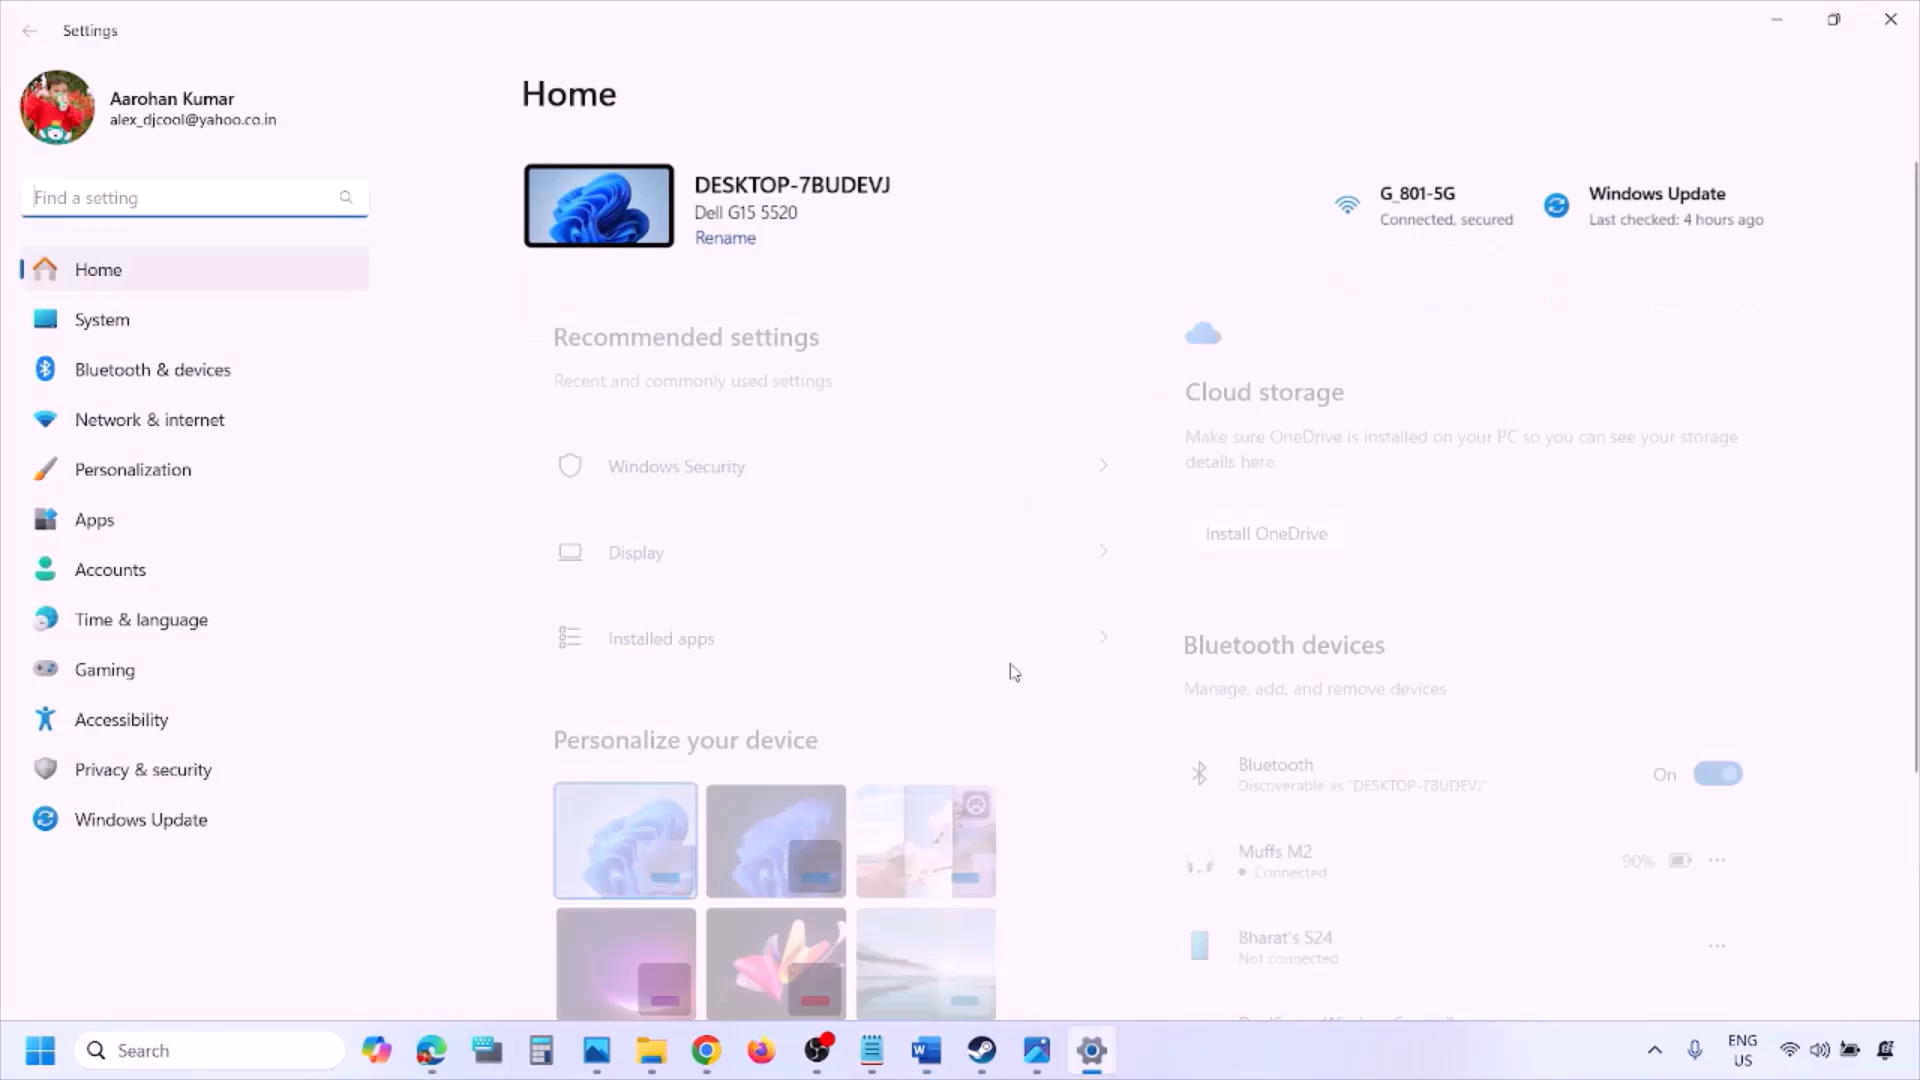 Settings
Aarohan Kumar
alex_djcool@yahoo.co.in
Find a setting
Home
System
Bluetooth & devices
Network & internet
Personalization
Apps
Accounts
Time & language
Gaming
Accessibility
Privacy & security
Windows Update
Home
DESKTOP-7BUDEVJ
Dell G15 5520
Rename
G_801-5G
Connected, secured
Windows Update
Last checked: 4 hours ago
Recommended settings
Recent and commonly used settings
Windows Security
Display
Installed apps
Personalize your device
Cloud storage
Make sure OneDrive is installed on your PC so you can see your storage
details here.
Install OneDrive
Bluetooth devices
Manage, add, and remove devices
Bluetooth
Discoverable as "DESKTOP-7BUDEVJ"
On
Muffs M2
Connected
90%
Bharat's S24
Not connected
Search
ENG
US